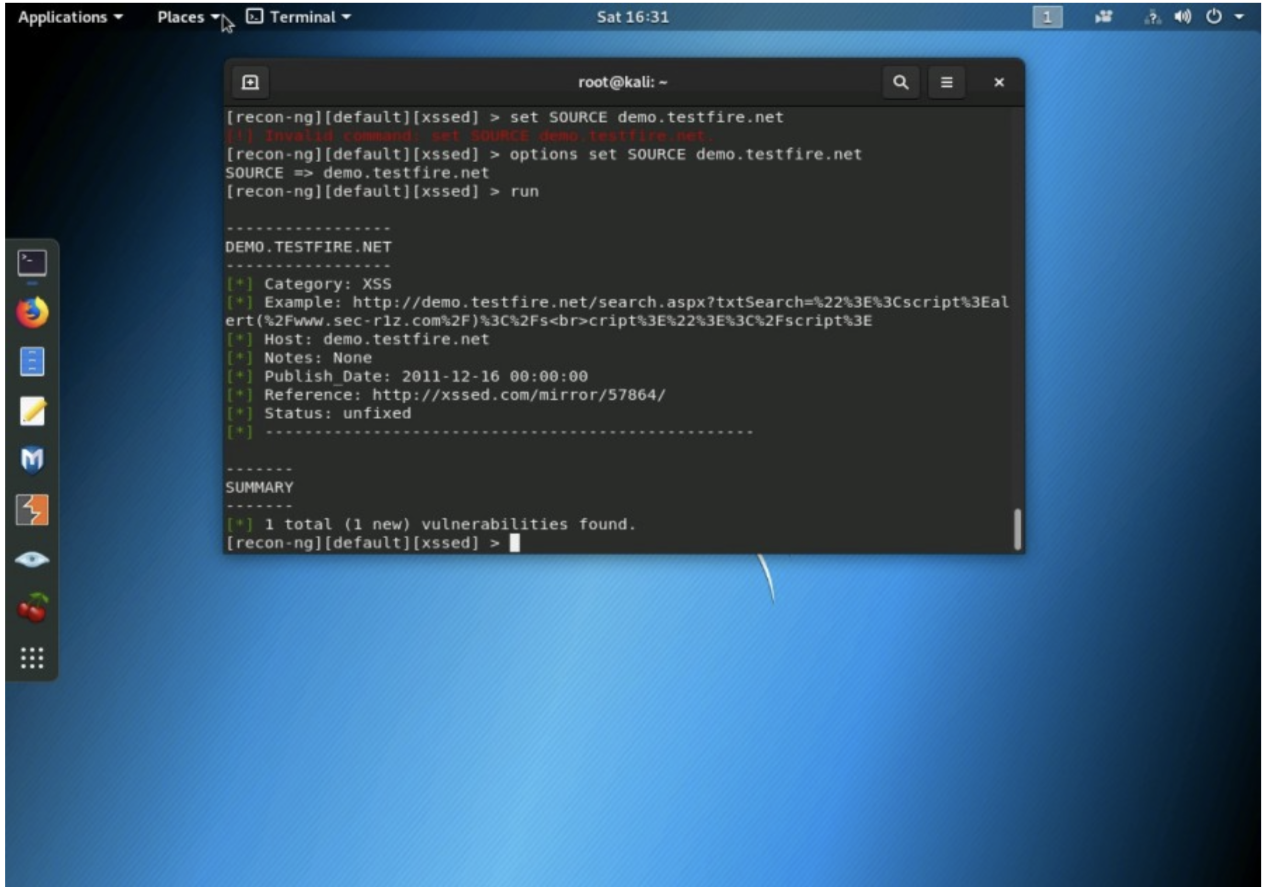 Applications Places Terminal Sat 16:31 1
root@kali: ~
[recon-ng][default][xssed] > set SOURCE demo.testfire.net
[!] Invalid command: set SOURCE demo.testfire.net.
[recon-ng][default][xssed] > options set SOURCE demo.testfire.net
SOURCE => demo.testfire.net
[recon-ng][default][xssed] > run
-----------------
DEMO.TESTFIRE.NET
-----------------
[*] Category: XSS
[*] Example: http://demo.testfire.net/search.aspx?txtSearch=%22%3E%3Cscript%3Eal
ert(%2Fwww.sec-r1z.com%2F)%3C%2Fs<br>cript%3E%22%3E%3C%2Fscript%3E
[*] Host: demo.testfire.net
[*] Notes: None
[*] Publish_Date: 2011-12-16 00:00:00
[*] Reference: http://xssed.com/mirror/57864/
[*] Status: unfixed
[*] --------------------------------------------------
-------
SUMMARY
-------
[*] 1 total (1 new) vulnerabilities found.
[recon-ng][default][xssed] >